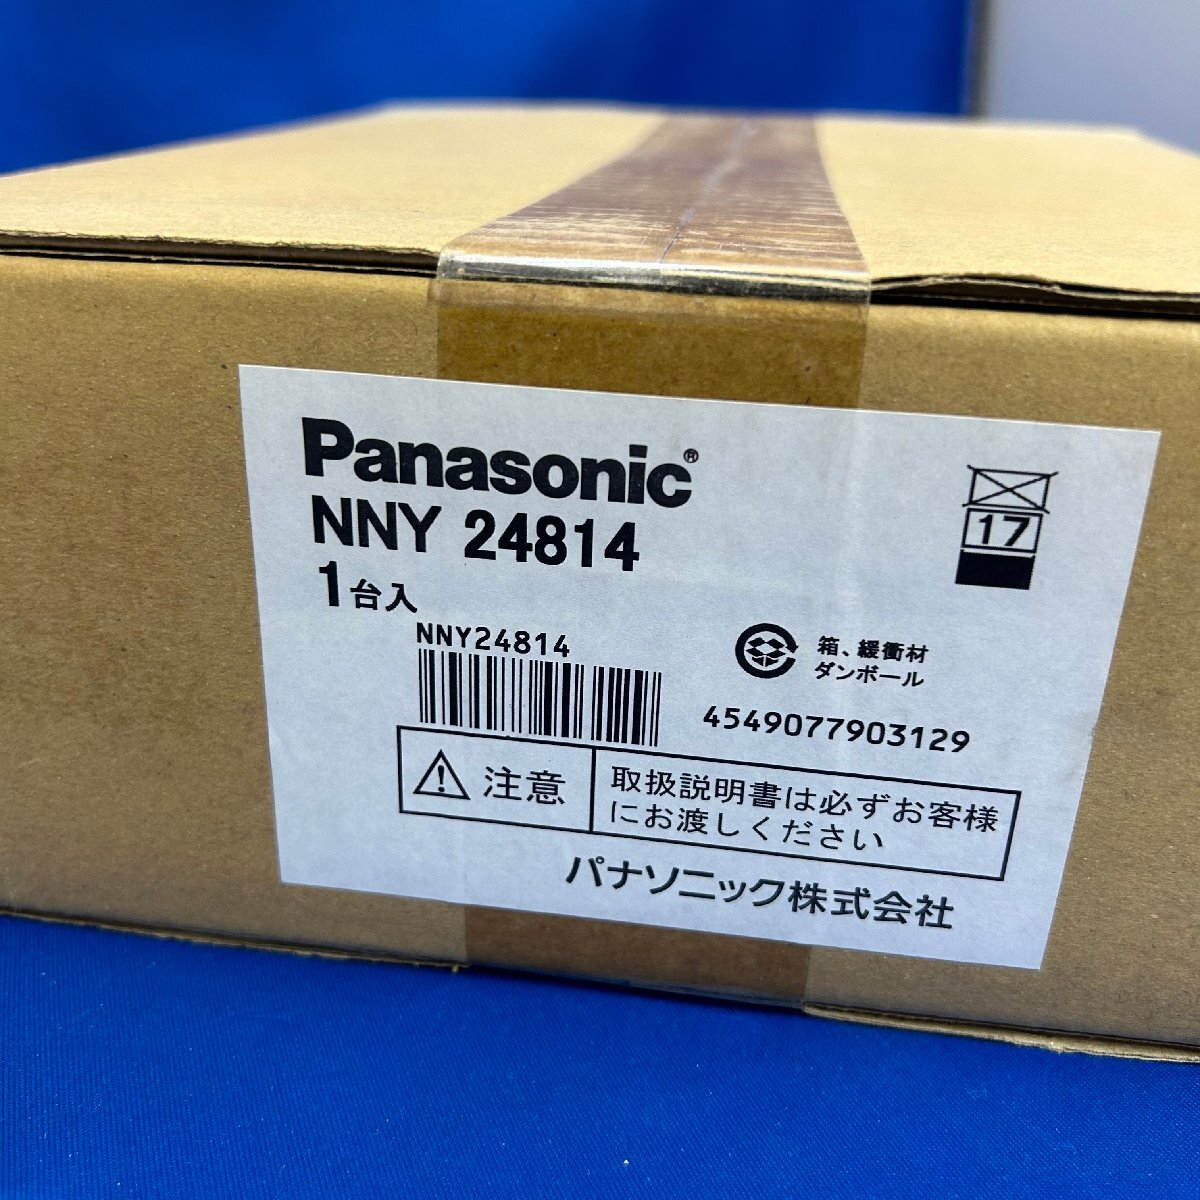 Panasonic®
NNY 24814
1台入
17
NNY24814
箱、緩衝材
ダンボール
4549077903129
注意
取扱説明書は必ずお客様
にお渡しください
パナソニック株式会社